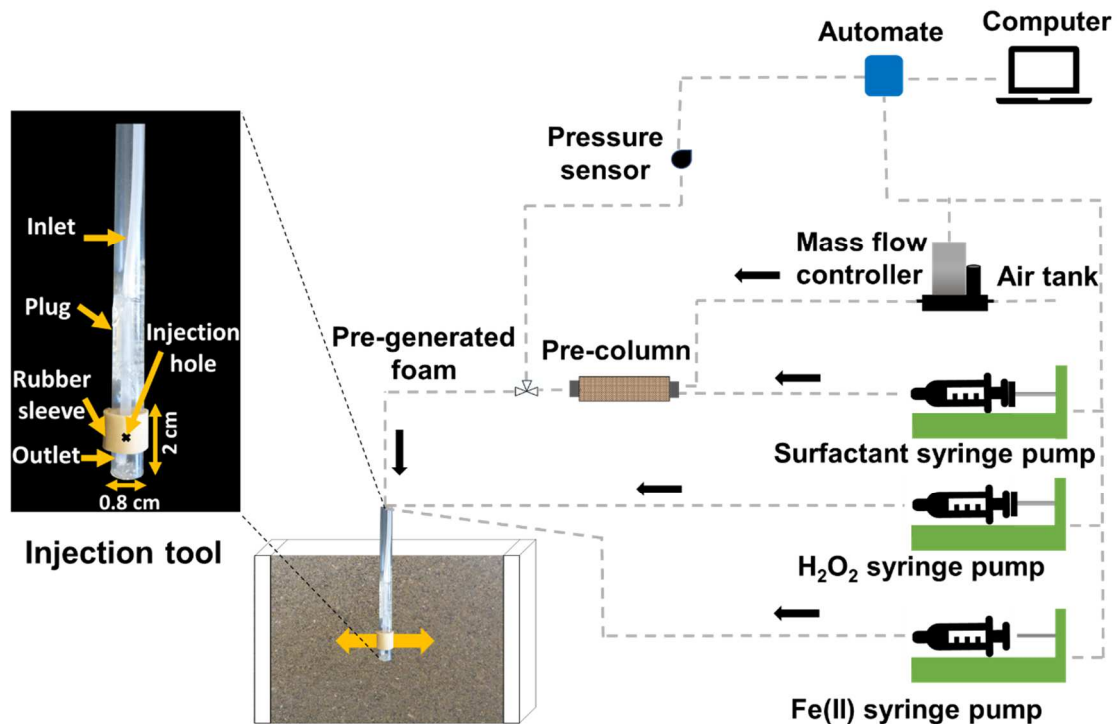 Computer
Automate
Pressure
sensor
Mass flow
controller
Air tank
Pre-generated
foam
Pre-column
Surfactant syringe pump
H₂O₂ syringe pump
Fe(II) syringe pump
Inlet
Plug
Injection
hole
Rubber
sleeve
2 cm
Outlet
0.8 cm
Injection tool